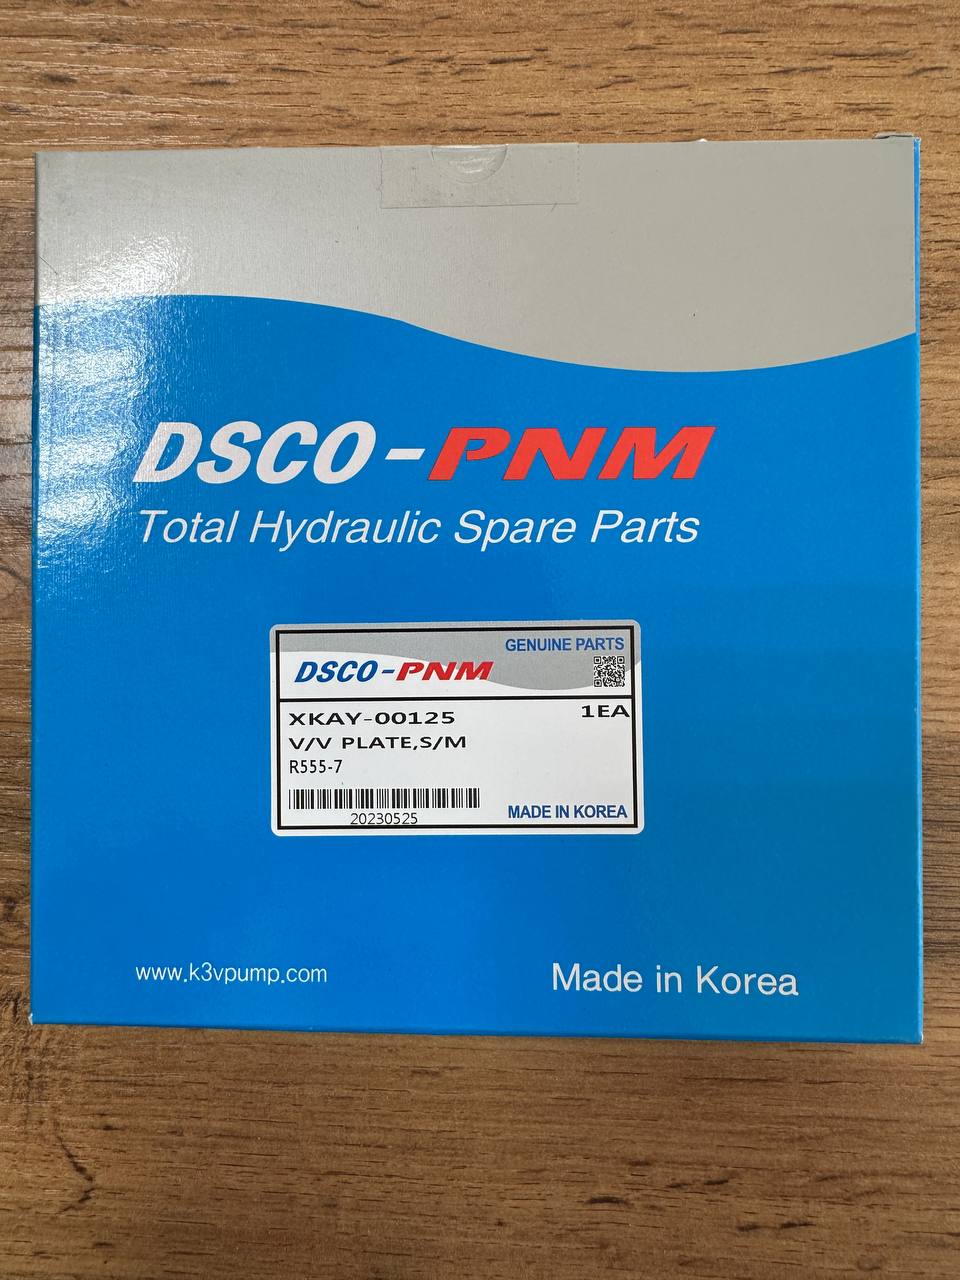 DSCO-PNM
Total Hydraulic Spare Parts
GENUINE PARTS
DSCO-PNM
XKAY-00125
1EA
V/V PLATE,S/M
R555-7
20230525
MADE IN KOREA
www.k3vpump.com
Made in Korea